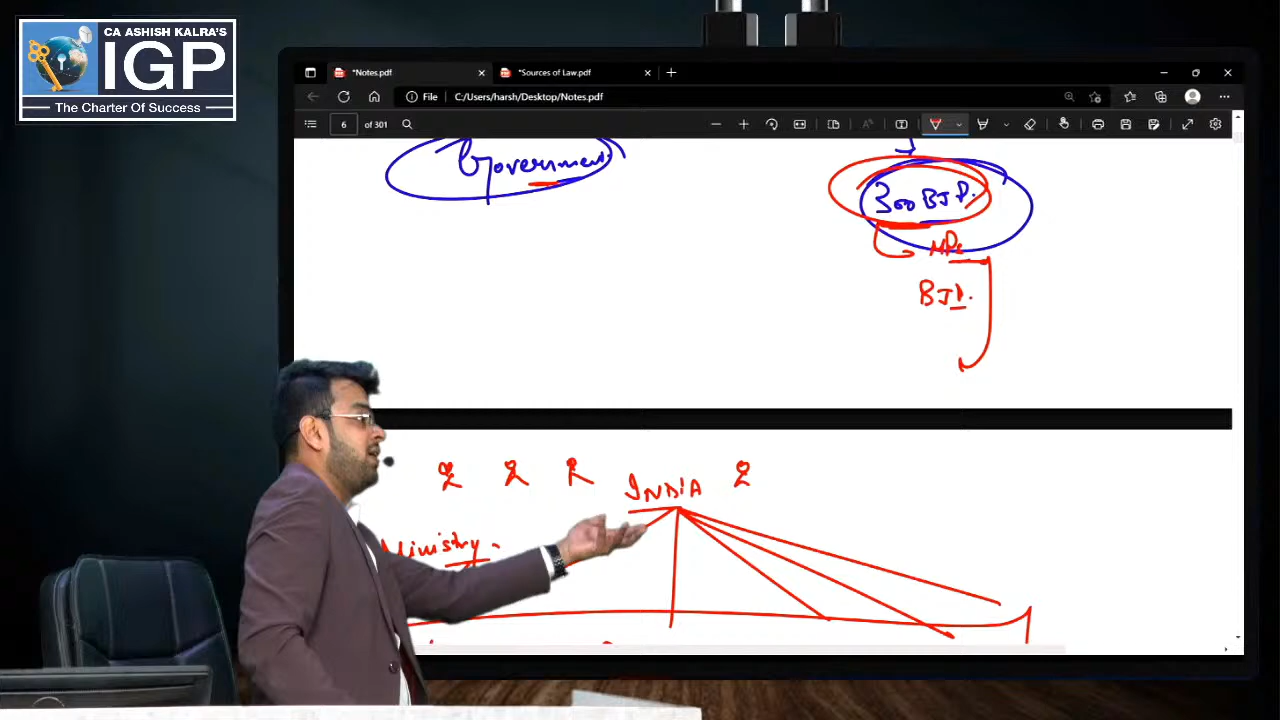 CA ASHISH KALRA'S
IGP
The Charter Of Success
*Notes.pdf
*Sources of Law.pdf
File C:/Users/harsh/Desktop/Notes.pdf
6 of 301
Government
300 BJP.
MPs
BJP.
INDIA
Ministry.